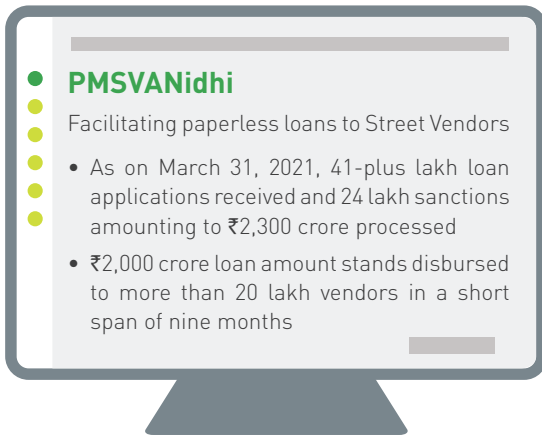 PMSVANidhi
Facilitating paperless loans to Street Vendors
• As on March 31, 2021, 41-plus lakh loan
applications received and 24 lakh sanctions
amounting to ₹2,300 crore processed
• ₹2,000 crore loan amount stands disbursed
to more than 20 lakh vendors in a short
span of nine months